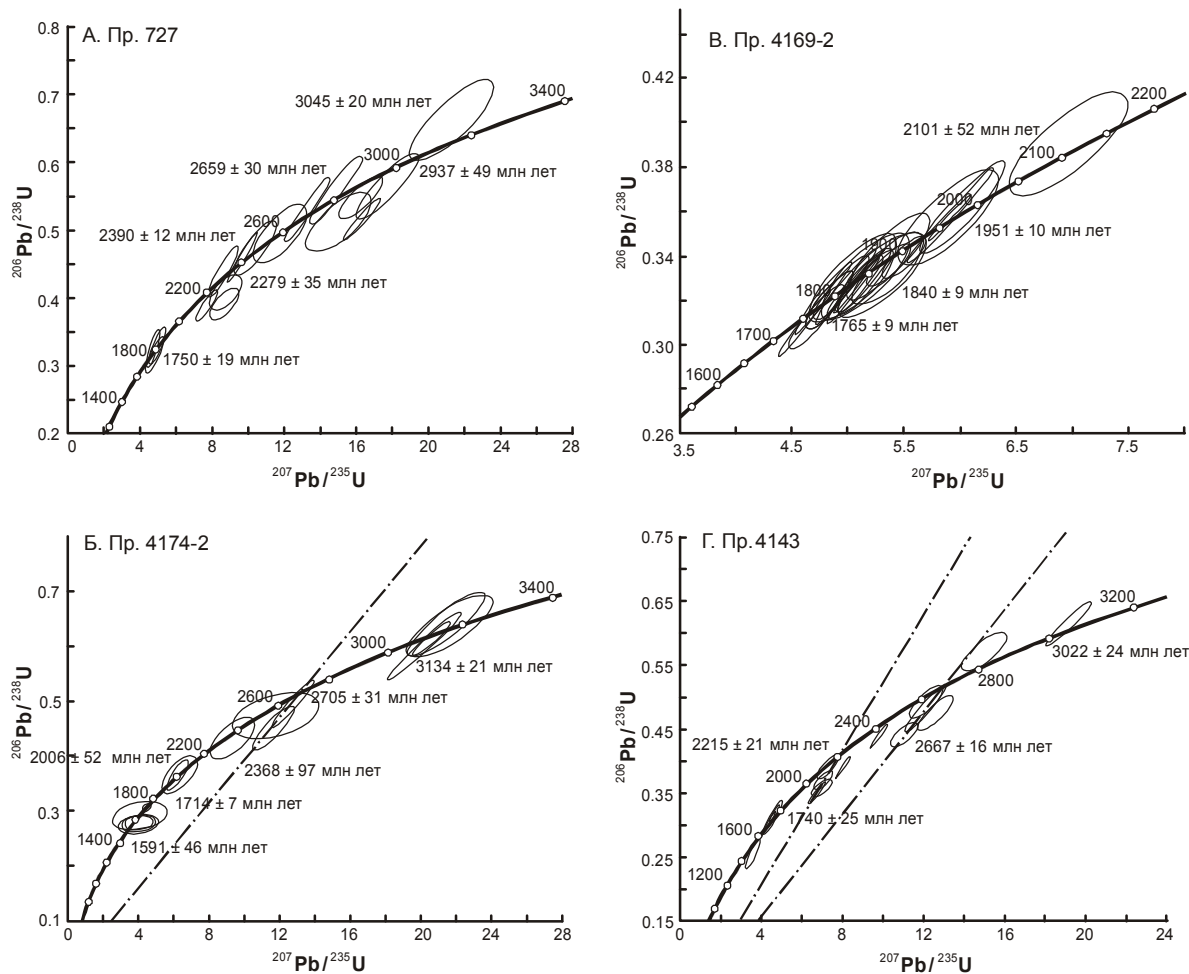 А. Пр. 727
0.8
0.7
0.6
0.5
0.4
0.3
0.2
206Pb/238U
3045 ± 20 млн лет
3400
2659 ± 30 млн лет
3000
2937 ± 49 млн лет
2390 ± 12 млн лет
2600
2279 ± 35 млн лет
2200
1800
1750 ± 19 млн лет
1400
0 4 8 12 16 20 24 28
207Pb/235U
В. Пр. 4169-2
0.42
0.38
0.34
0.30
0.26
206Pb/238U
2200
2101 ± 52 млн лет
2100
2000
1951 ± 10 млн лет
1900
1840 ± 9 млн лет
1800
1765 ± 9 млн лет
1700
1600
3.5 4.5 5.5 6.5 7.5
207Pb/235U
Б. Пр. 4174-2
0.7
0.5
0.3
0.1
206Pb/238U
3400
3000
3134 ± 21 млн лет
2600
2705 ± 31 млн лет
2200
2006 ± 52 млн лет
2368 ± 97 млн лет
1800
1714 ± 7 млн лет
1400
1591 ± 46 млн лет
0 4 8 12 16 20 24 28
207Pb/235U
Г. Пр.4143
0.75
0.65
0.55
0.45
0.35
0.25
0.15
206Pb/238U
3200
3022 ± 24 млн лет
2800
2400
2215 ± 21 млн лет
2667 ± 16 млн лет
2000
1740 ± 25 млн лет
1600
1200
0 4 8 12 16 20 24
207Pb/235U